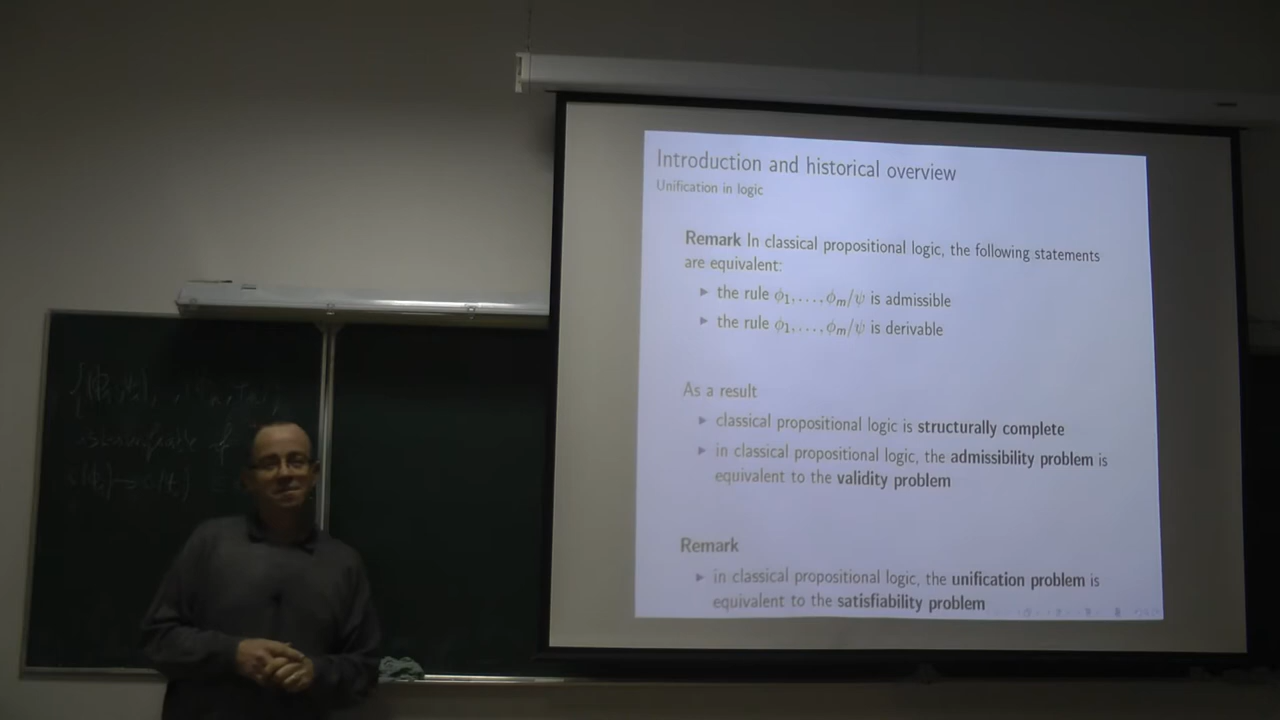 Introduction and historical overview
Unification in logic
Remark In classical propositional logic, the following statements
are equivalent:
▸ the rule ϕ₁, . . . , ϕₘ/ψ is admissible
▸ the rule ϕ₁, . . . , ϕₘ/ψ is derivable
As a result
▸ classical propositional logic is structurally complete
▸ in classical propositional logic, the admissibility problem is
equivalent to the validity problem
Remark
▸ in classical propositional logic, the unification problem is
equivalent to the satisfiability problem